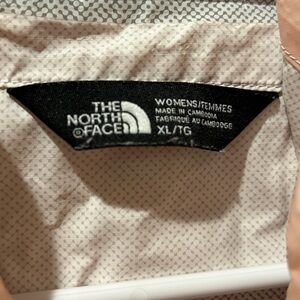 THE
NORTH
FACE
WOMENS/FEMMES
MADE IN CAMBODIA
FABRIQUÉ AU CAMBODGE
XL/TG